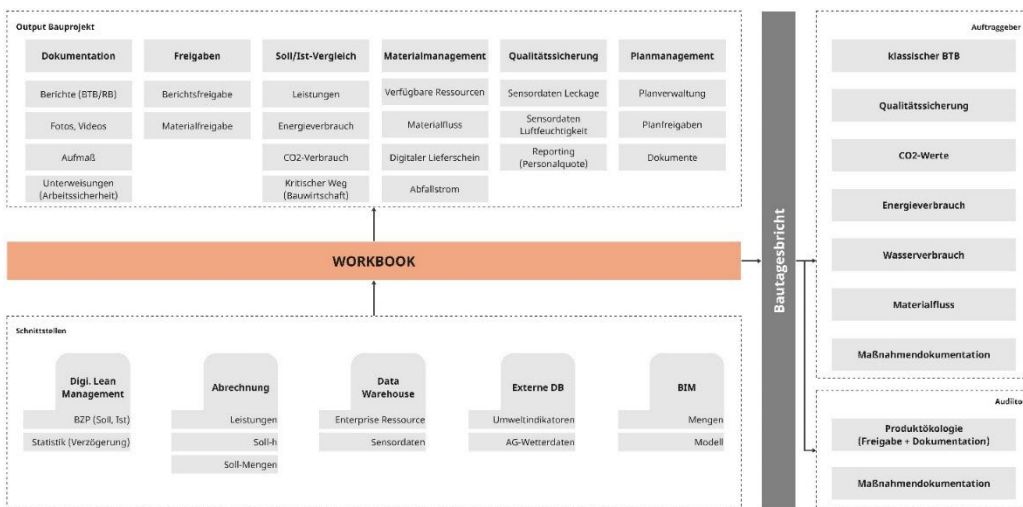 Output Bauprojekt
Dokumentation
Berichte (BTB/RB)
Fotos, Videos
Aufmaß
Unterweisungen
(Arbeitssicherheit)
Freigaben
Berichtsfreigabe
Materialfreigabe
Soll/Ist-Vergleich
Leistungen
Energieverbrauch
CO2-Verbrauch
Kritischer Weg
(Bauwirtschaft)
Materialmanagement
Verfügbare Ressourcen
Materialfluss
Digitaler Lieferschein
Abfallstrom
Qualitätssicherung
Sensordaten Leckage
Sensordaten
Luftfeuchtigkeit
Reporting
(Personalquote)
Planmanagement
Planverwaltung
Planfreigaben
Dokumente
WORKBOOK
Schnittstellen
Digi. Lean
Management
BZP (Soll, Ist)
Statistik (Verzögerung)
Abrechnung
Leistungen
Soll-h
Soll-Mengen
Data
Warehouse
Enterprise Ressource
Sensordaten
Externe DB
Umweltindikatoren
AG-Wetterdaten
BIM
Mengen
Modell
Bautagesbricht
Auftraggeber
klassischer BTB
Qualitätssicherung
CO2-Werte
Energieverbrauch
Wasserverbrauch
Materialfluss
Maßnahmendokumentation
Auditor
Produktökologie
(Freigabe + Dokumentation)
Maßnahmendokumentation